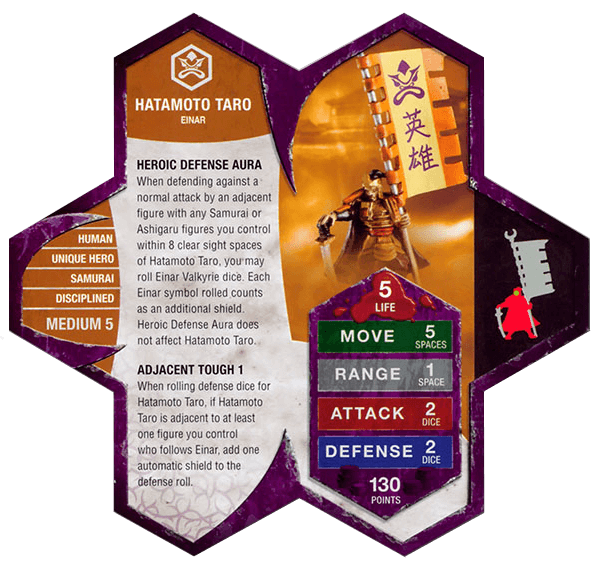 HATAMOTO TARO
EINAR
HEROIC DEFENSE AURA
When defending against a
normal attack by an adjacent
figure with any Samurai or
Ashigaru figures you control
within 8 clear sight spaces
of Hatamoto Taro, you may
roll Einar Valkyrie dice. Each
Einar symbol rolled counts
as an additional shield.
Heroic Defense Aura does
not affect Hatamoto Taro.
ADJACENT TOUGH 1
When rolling defense dice for
Hatamoto Taro, if Hatamoto
Taro is adjacent to at least
one figure you control
who follows Einar, add one
automatic shield to the
defense roll.
HUMAN
UNIQUE HERO
SAMURAI
DISCIPLINED
MEDIUM 5
英
雄
5
LIFE
MOVE 5
SPACES
RANGE 1
SPACE
ATTACK 2
DICE
DEFENSE 2
DICE
130
POINTS